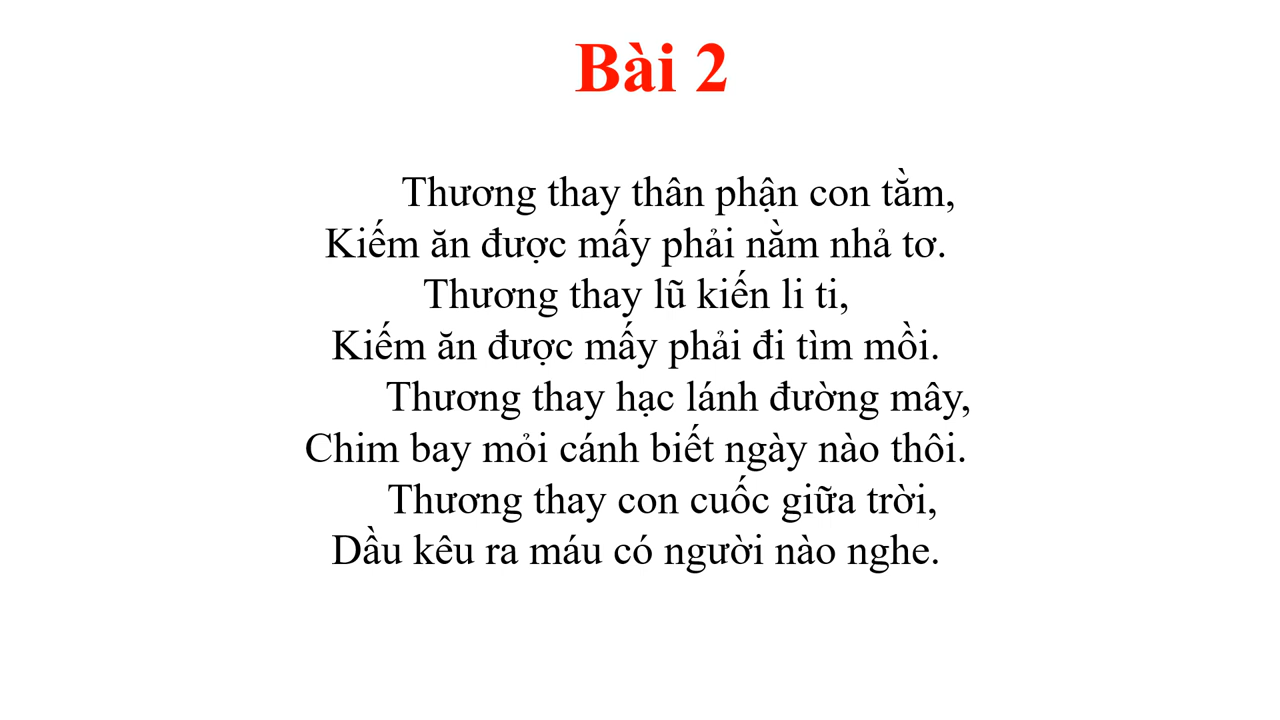 Bài 2
Thương thay thân phận con tằm,
Kiếm ăn được mấy phải nằm nhả tơ.
Thương thay lũ kiến li ti,
Kiếm ăn được mấy phải đi tìm mồi.
Thương thay hạc lánh đường mây,
Chim bay mỏi cánh biết ngày nào thôi.
Thương thay con cuốc giữa trời,
Dầu kêu ra máu có người nào nghe.